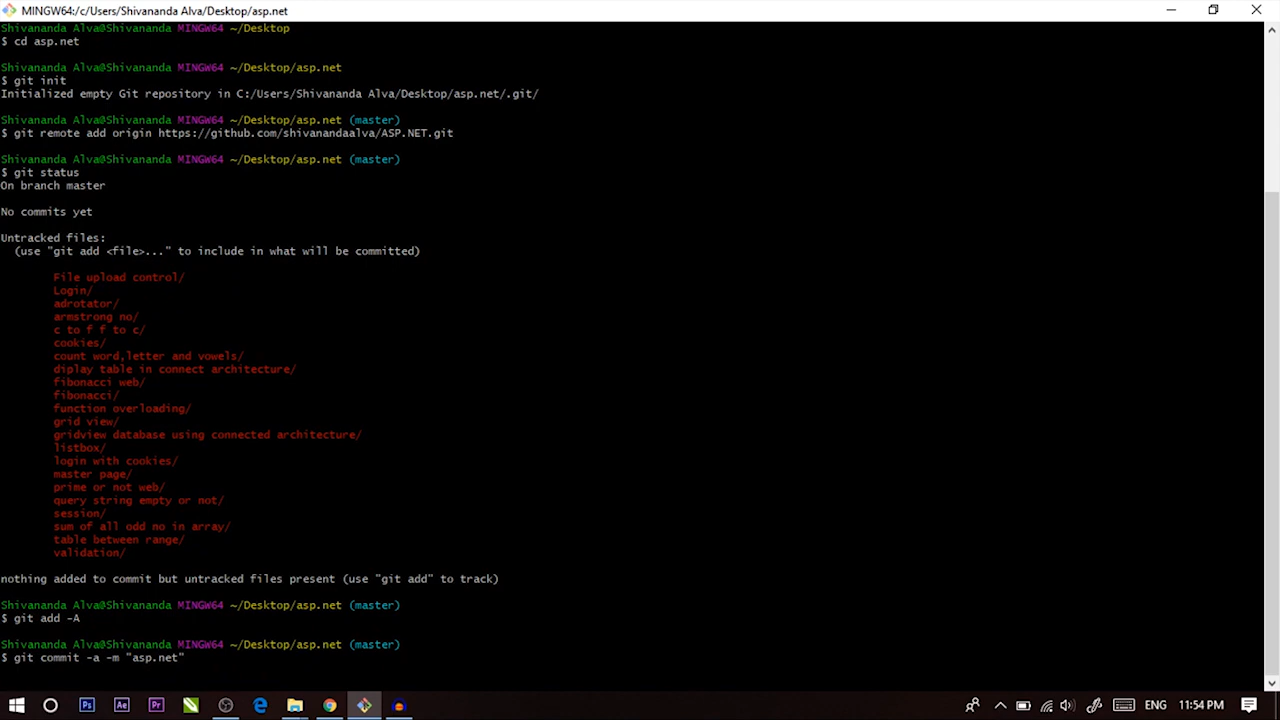 MINGW64:/c/Users/Shivananda Alva/Desktop/asp.net
Shivananda Alva@Shivananda MINGW64 ~/Desktop
$ cd asp.net
Shivananda Alva@Shivananda MINGW64 ~/Desktop/asp.net
$ git init
Initialized empty Git repository in C:/Users/Shivananda Alva/Desktop/asp.net/.git/
Shivananda Alva@Shivananda MINGW64 ~/Desktop/asp.net (master)
$ git remote add origin https://github.com/shivanandaalva/ASP.NET.git
Shivananda Alva@Shivananda MINGW64 ~/Desktop/asp.net (master)
$ git status
On branch master
No commits yet
Untracked files:
(use "git add <file>..." to include in what will be committed)
File upload control/
Login/
adrotator/
armstrong no/
c to f f to c/
cookies/
count word,letter and vowels/
diplay table in connect architecture/
fibonacci web/
fibonacci/
function overloading/
grid view/
gridview database using connected architecture/
listbox/
login with cookies/
master page/
prime or not web/
query string empty or not/
session/
sum of all odd no in array/
table between range/
validation/
nothing added to commit but untracked files present (use "git add" to track)
Shivananda Alva@Shivananda MINGW64 ~/Desktop/asp.net (master)
$ git add -A
Shivananda Alva@Shivananda MINGW64 ~/Desktop/asp.net (master)
$ git commit -a -m "asp.net"
Ps Ae Pr ENG 11:54 PM